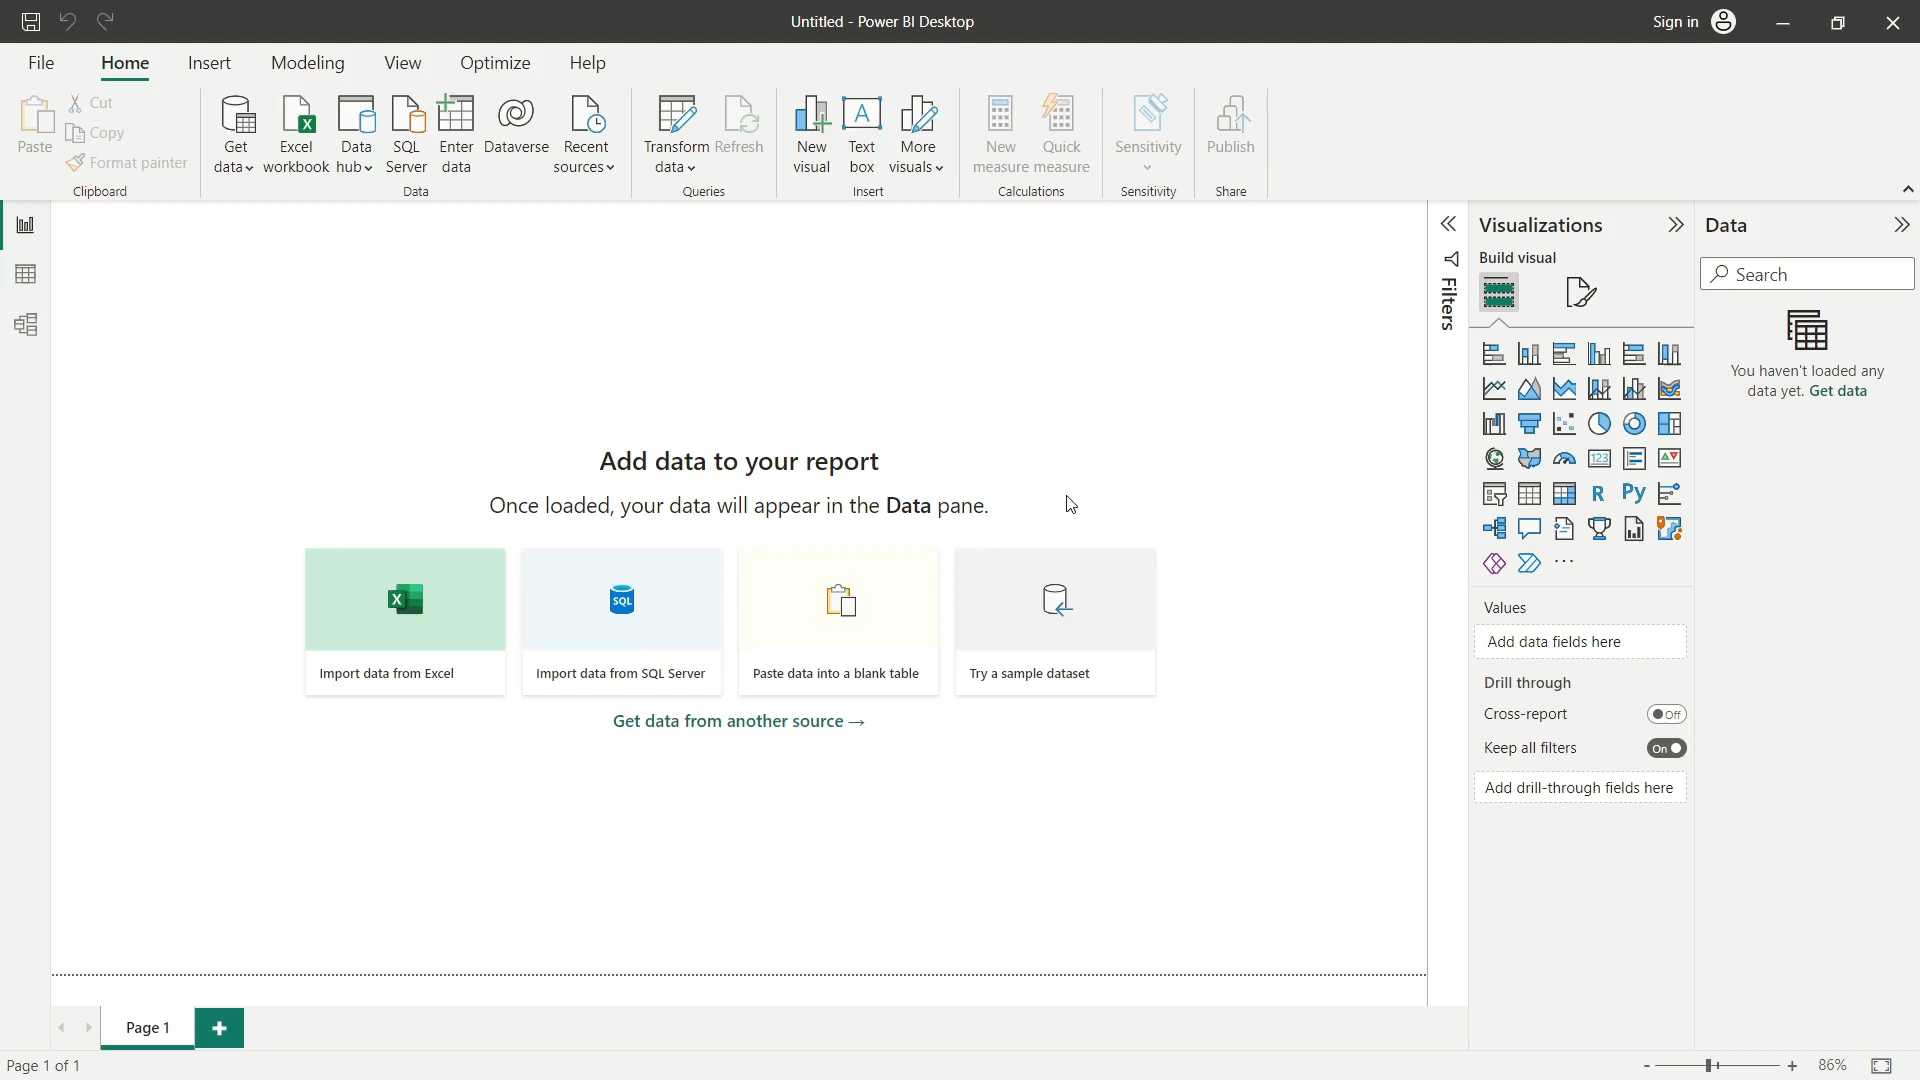 Untitled - Power BI Desktop
Sign in
File Home Insert Modeling View Optimize Help
Paste
Cut
Copy
Format painter
Clipboard
Get data
Excel workbook
Data hub
SQL Server
Enter data
Dataverse
Recent sources
Data
Transform data
Refresh
Queries
New visual
Text box
More visuals
Insert
New measure
Quick measure
Calculations
Sensitivity
Sensitivity
Publish
Share
Add data to your report
Once loaded, your data will appear in the Data pane.
SQL
Import data from Excel
Import data from SQL Server
Paste data into a blank table
Try a sample dataset
Get data from another source →
Filters
Visualizations
Build visual
123
R
Py
Values
Add data fields here
Drill through
Cross-report
Off
Keep all filters
On
Add drill-through fields here
Data
Search
You haven't loaded any
data yet. Get data
Page 1
Page 1 of 1
86%